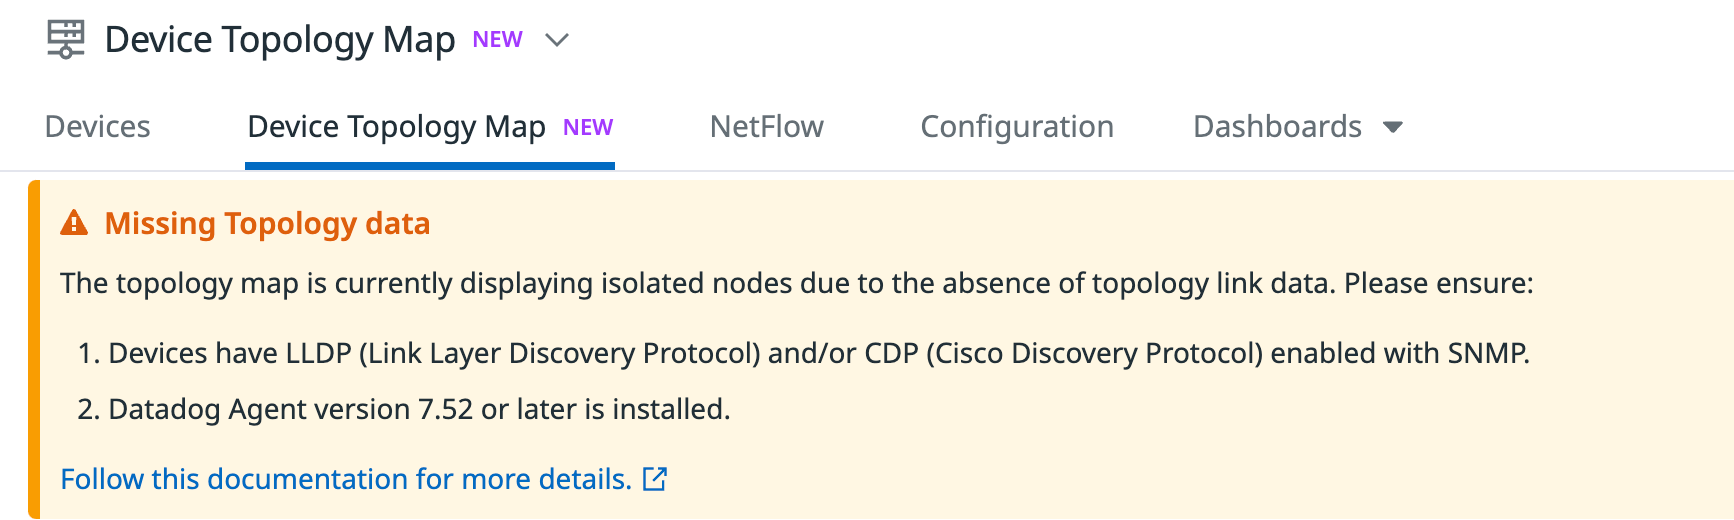 Device Topology Map NEW
Devices Device Topology Map NEW NetFlow Configuration Dashboards
Missing Topology data
The topology map is currently displaying isolated nodes due to the absence of topology link data. Please ensure:
1. Devices have LLDP (Link Layer Discovery Protocol) and/or CDP (Cisco Discovery Protocol) enabled with SNMP.
2. Datadog Agent version 7.52 or later is installed.
Follow this documentation for more details.